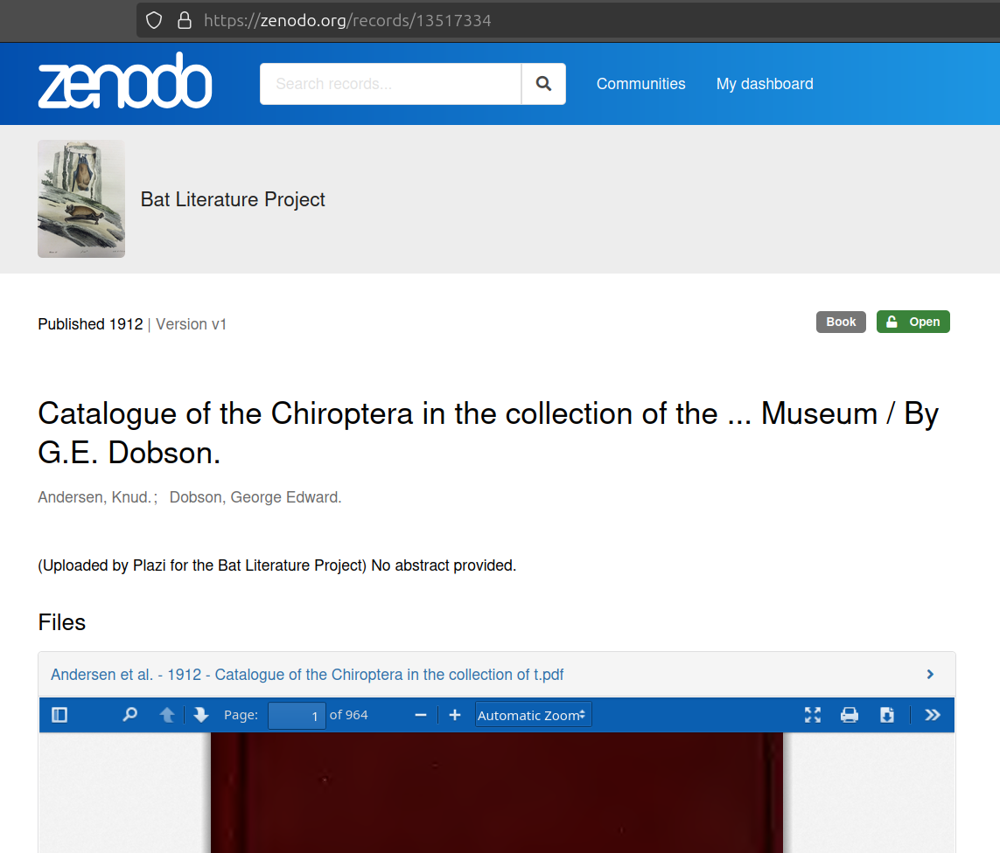 https://zenodo.org/records/13517334
zenodo
Search records...
Communities
My dashboard
Bat Literature Project
Published 1912 | Version v1
Book
Open
Catalogue of the Chiroptera in the collection of the ... Museum / By
G.E. Dobson.
Andersen, Knud.; Dobson, George Edward.
(Uploaded by Plazi for the Bat Literature Project) No abstract provided.
Files
Andersen et al. - 1912 - Catalogue of the Chiroptera in the collection of t.pdf
Page: 1 of 964
Automatic Zoom